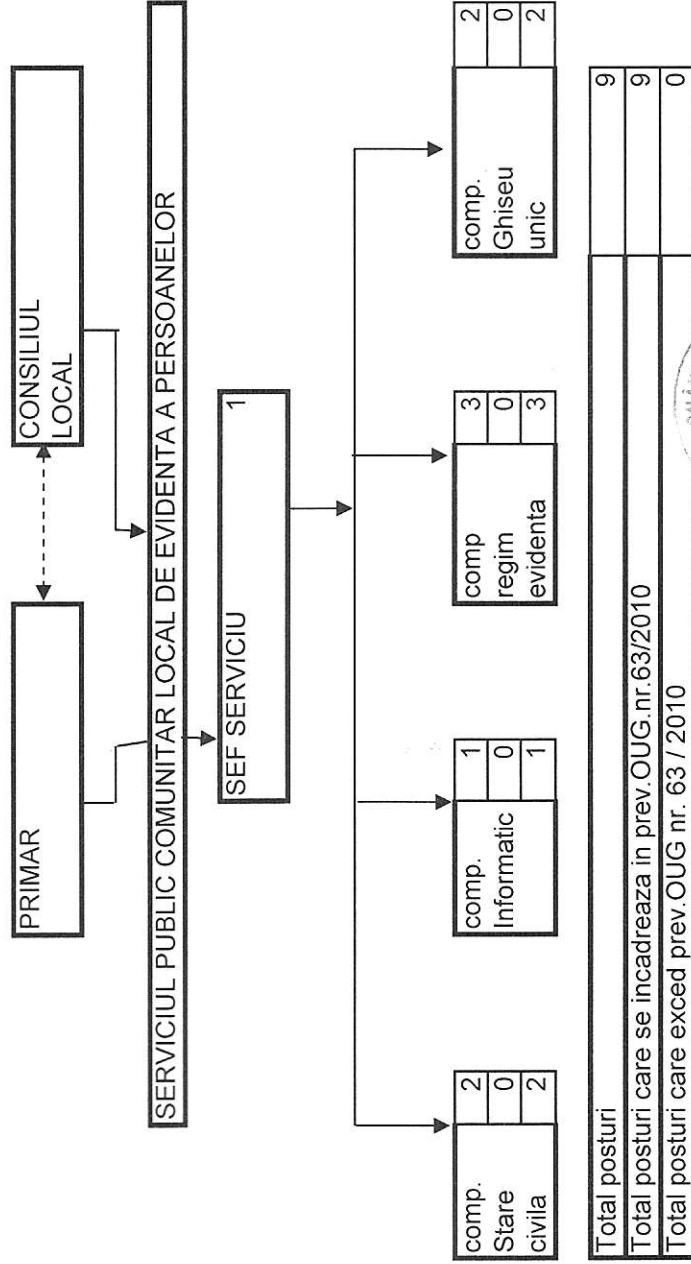 PRIMAR
CONSILIUL
LOCAL
SERVICIUL PUBLIC COMUNITAR LOCAL DE EVIDENTA A PERSOANELOR
SEF SERVICIU 1
comp.
Stare
civila
2
0
2
comp.
Informatic
1
0
1
comp
regim
evidenta
3
0
3
comp.
Ghiseu
unic
2
0
2
Total posturi 9
Total posturi care se incadreaza in prev.OUG.nr.63/2010 9
Total posturi care exced prev.OUG nr. 63 / 2010 0